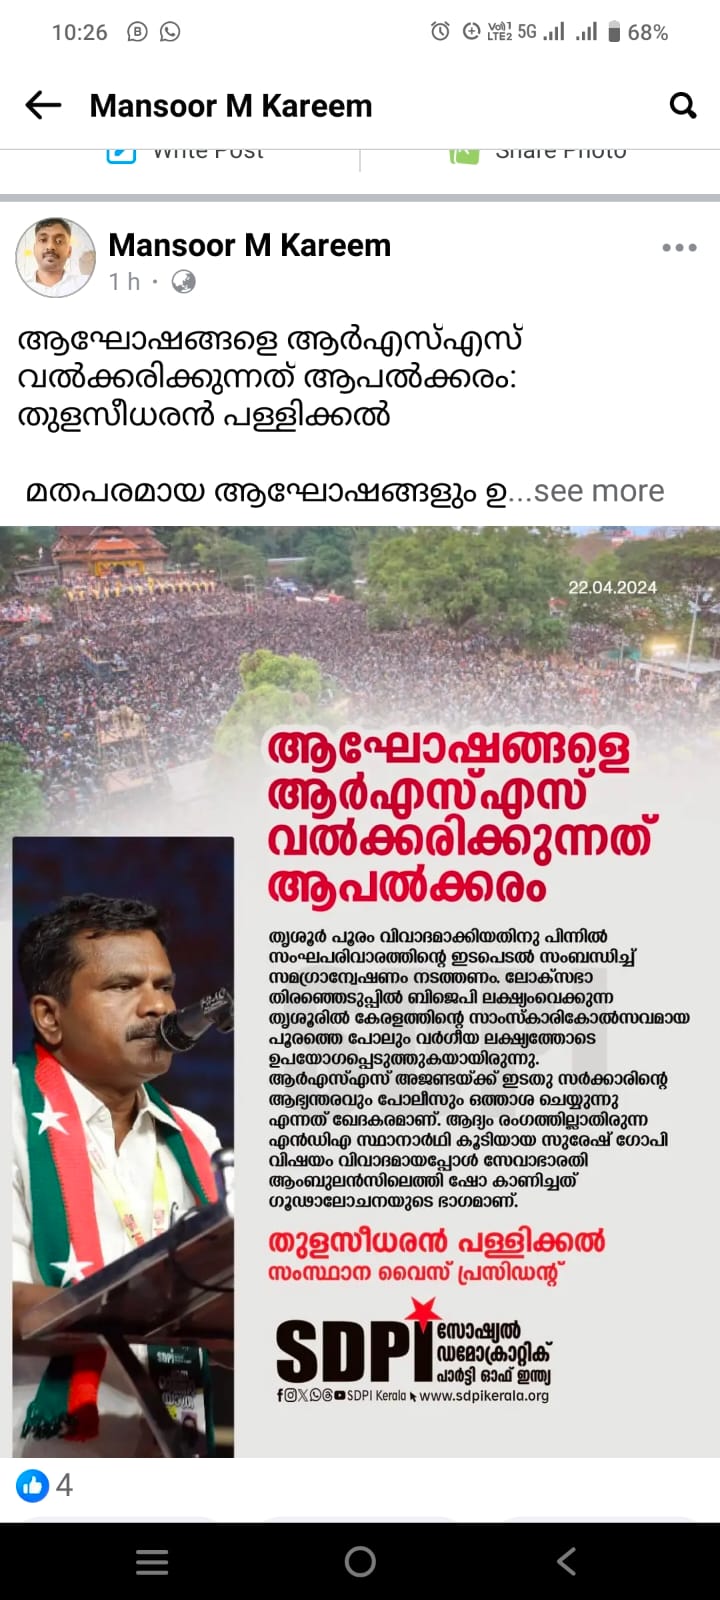 10:26
68%
Mansoor M Kareem
Write Post
Share Photo
Mansoor M Kareem
1 h
ആഘോഷങ്ങളെ ആർഎസ്എസ്
വൽക്കരിക്കുന്നത് ആപൽക്കരം:
തുളസീധരൻ പള്ളിക്കൽ
മതപരമായ ആഘോഷങ്ങളും ഉ...see more
22.04.2024
ആഘോഷങ്ങളെ
ആർഎസ്എസ്
വൽക്കരിക്കുന്നത്
ആപൽക്കരം
തൃശൂർ പൂരം വിവാദമാക്കിയതിനു പിന്നിൽ
സംഘപരിവാരത്തിന്റെ ഇടപെടൽ സംബന്ധിച്ച്
സമഗ്രാന്വേഷണം നടത്തണം. ലോക്സഭാ
തിരഞ്ഞെടുപ്പിൽ ബിജെപി ലക്ഷ്യംവെക്കുന്ന
തൃശൂരിൽ കേരളത്തിന്റെ സാംസ്കാരികോൽസവമായ
പൂരത്തെ പോലും വർഗീയ ലക്ഷ്യത്തോടെ
ഉപയോഗപ്പെടുത്തുകയായിരുന്നു.
ആർഎസ്എസ് അജണ്ടയ്ക്ക് ഇടതു സർക്കാരിന്റെ
ആഭ്യന്തരവും പോലീസും ഒത്താശ ചെയ്യുന്നു
എന്നത് ഖേദകരമാണ്. ആദ്യം രംഗത്തില്ലാതിരുന്ന
എൻഡിഎ സ്ഥാനാർഥി കൂടിയായ സുരേഷ് ഗോപി
വിഷയം വിവാദമായപ്പോൾ സേവാഭാരതി
ആംബുലൻസിലെത്തി ഷോ കാണിച്ചത്
ഗൂഢാലോചനയുടെ ഭാഗമാണ്.
തുളസീധരൻ പള്ളിക്കൽ
സംസ്ഥാന വൈസ് പ്രസിഡന്റ്
SDPI
സോഷ്യൽ
ഡമോക്രാറ്റിക്
പാർട്ടി ഓഫ് ഇന്ത്യ
SDPI Kerala www.sdpikerala.org
4